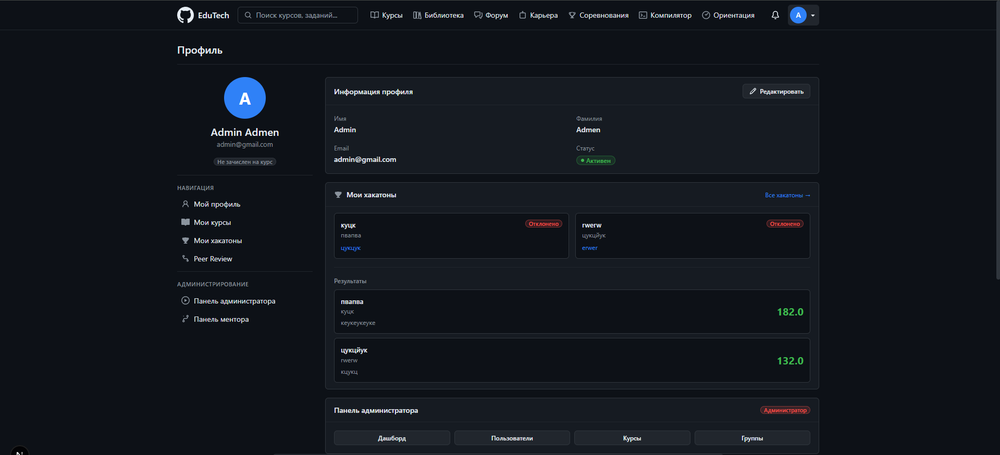 EduTech
Поиск курсов, заданий...
Курсы
Библиотека
Форум
Карьера
Соревнования
Компилятор
Ориентация
A
Профиль
A
Admin Admen
admin@gmail.com
Не зачислен на курс
НАВИГАЦИЯ
Мой профиль
Мои курсы
Мои хакатоны
Peer Review
АДМИНИСТРИРОВАНИЕ
Панель администратора
Панель ментора
Информация профиля
Редактировать
Имя
Admin
Фамилия
Admen
Email
admin@gmail.com
Статус
Активен
Мои хакатоны
Все хакатоны →
куцк
Отклонено
пвапва
цукцук
rwerw
Отклонено
цукцйук
erwer
Результаты
пвапва
куцк
кеукеукеуке
182.0
цукцйук
rwerw
кцукц
132.0
Панель администратора
Администратор
Дашборд
Пользователи
Курсы
Группы
N